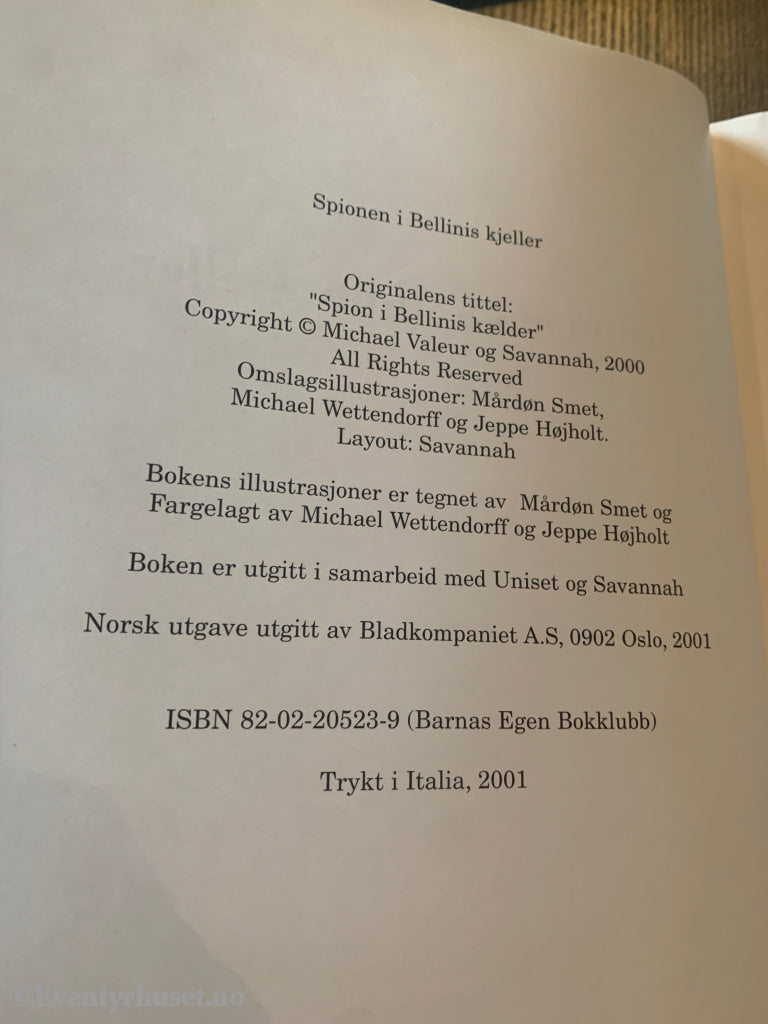 Spionen i Bellinis kjeller
Originalens tittel:
"Spion i Bellinis kælder"
Copyright © Michael Valeur og Savannah, 2000
All Rights Reserved
Omslagsillustrasjoner: Mårdøn Smet,
Michael Wettendorff og Jeppe Højholt.
Layout: Savannah
Bokens illustrasjoner er tegnet av Mårdøn Smet og
Fargelagt av Michael Wettendorff og Jeppe Højholt
Boken er utgitt i samarbeid med Uniset og Savannah
Norsk utgave utgitt av Bladkompaniet A.S, 0902 Oslo, 2001
ISBN 82-02-20523-9 (Barnas Egen Bokklubb)
Trykt i Italia, 2001
©Eventyrhuset.no